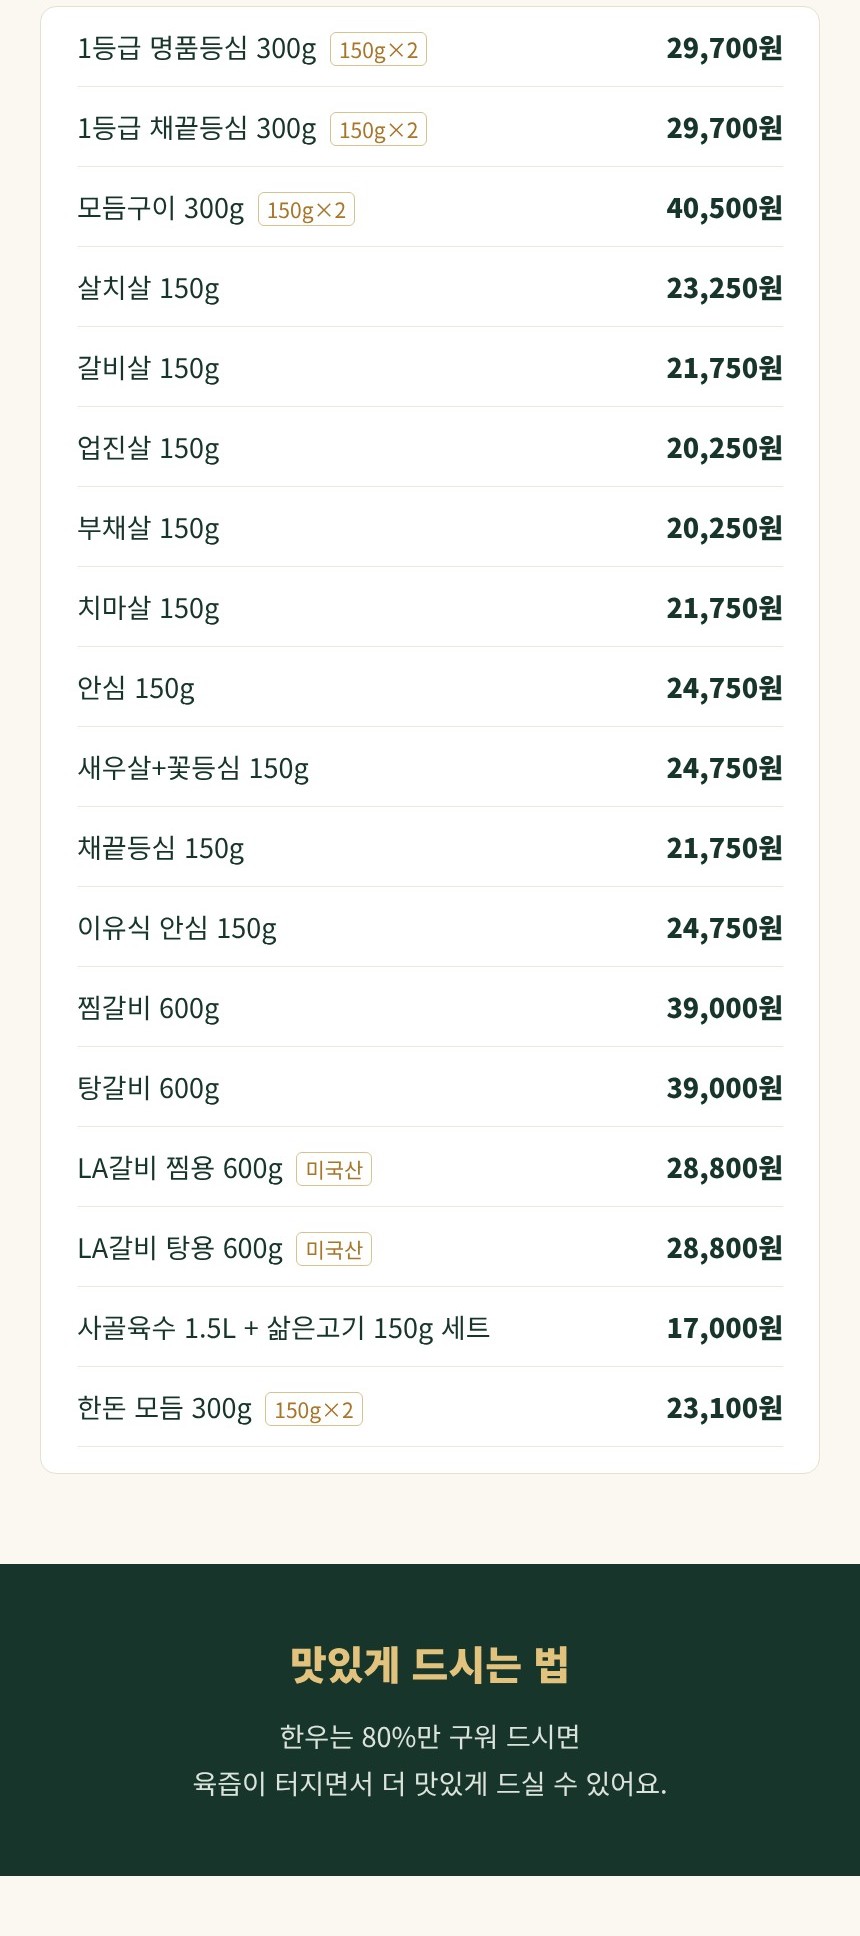 1등급 명품등심 300g 150g×2 29,700원
1등급 채끝등심 300g 150g×2 29,700원
모듬구이 300g 150g×2 40,500원
살치살 150g 23,250원
갈비살 150g 21,750원
업진살 150g 20,250원
부채살 150g 20,250원
치마살 150g 21,750원
안심 150g 24,750원
새우살+꽃등심 150g 24,750원
채끝등심 150g 21,750원
이유식 안심 150g 24,750원
찜갈비 600g 39,000원
탕갈비 600g 39,000원
LA갈비 찜용 600g 미국산 28,800원
LA갈비 탕용 600g 미국산 28,800원
사골육수 1.5L + 삶은고기 150g 세트 17,000원
한돈 모듬 300g 150g×2 23,100원
맛있게 드시는 법
한우는 80%만 구워 드시면
육즙이 터지면서 더 맛있게 드실 수 있어요.